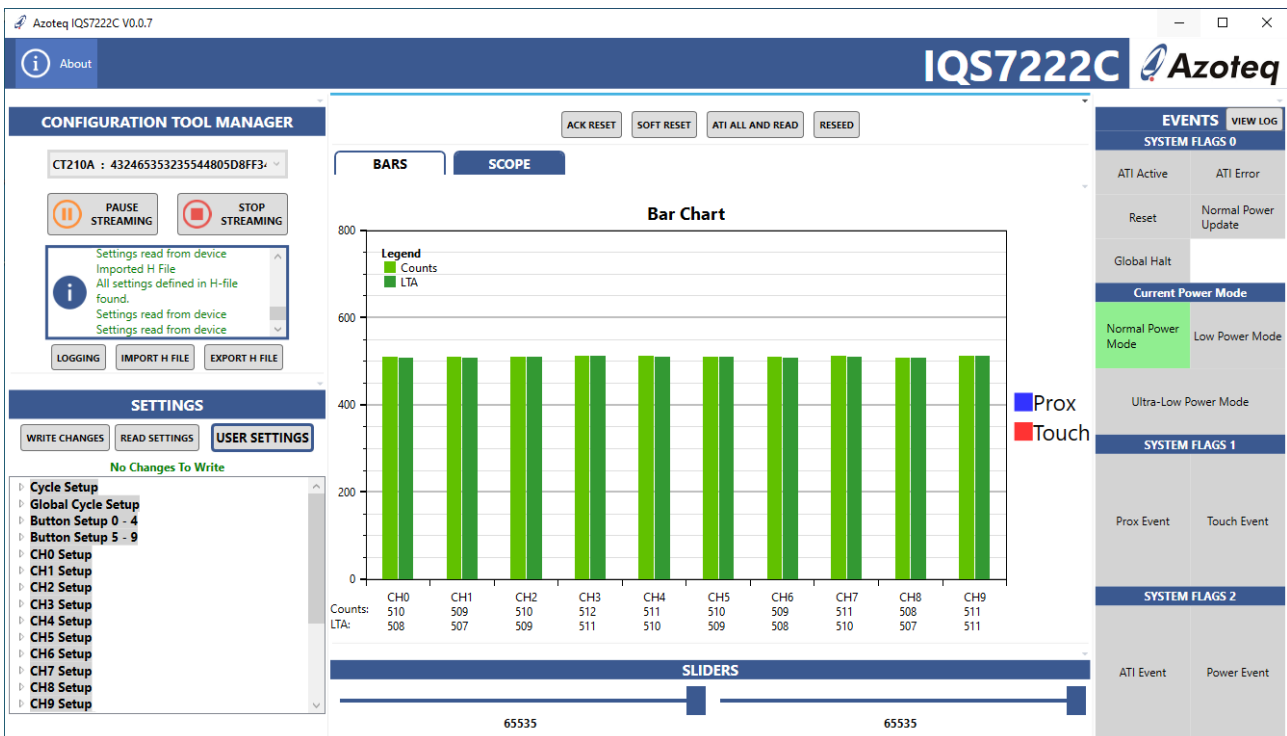 Azoteq IQS7222C V0.0.7
About
IQS7222C Azoteq
CONFIGURATION TOOL MANAGER
CT210A : 432465353235544805D8FF34
PAUSE STREAMING
STOP STREAMING
Settings read from device
Imported H File
All settings defined in H-file
found.
Settings read from device
Settings read from device
LOGGING IMPORT H FILE EXPORT H FILE
SETTINGS
WRITE CHANGES READ SETTINGS USER SETTINGS
No Changes To Write
Cycle Setup
Global Cycle Setup
Button Setup 0 - 4
Button Setup 5 - 9
CH0 Setup
CH1 Setup
CH2 Setup
CH3 Setup
CH4 Setup
CH5 Setup
CH6 Setup
CH7 Setup
CH8 Setup
CH9 Setup
ACK RESET SOFT RESET ATI ALL AND READ RESEED
BARS SCOPE
Bar Chart
800
600
400
200
0
Legend
Counts
LTA
CH0 CH1 CH2 CH3 CH4 CH5 CH6 CH7 CH8 CH9
Counts: 510 509 510 512 511 510 509 511 508 511
LTA: 508 507 509 511 510 509 508 510 507 511
Prox
Touch
SLIDERS
65535 65535
EVENTS VIEW LOG
SYSTEM FLAGS 0
ATI Active ATI Error
Reset Normal Power Update
Global Halt
Current Power Mode
Normal Power Mode Low Power Mode
Ultra-Low Power Mode
SYSTEM FLAGS 1
Prox Event Touch Event
SYSTEM FLAGS 2
ATI Event Power Event